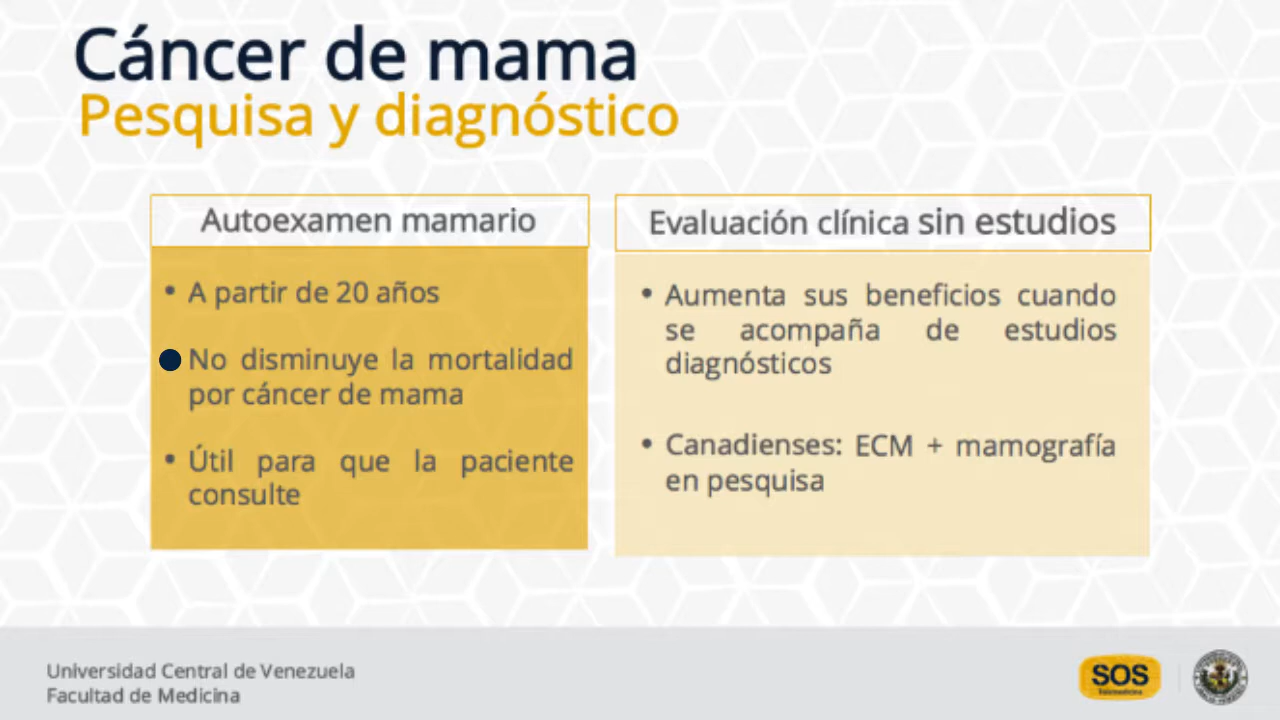 Cáncer de mama
Pesquisa y diagnóstico
Autoexamen mamario
• A partir de 20 años
• No disminuye la mortalidad
por cáncer de mama
• Útil para que la paciente
consulte
Evaluación clínica sin estudios
• Aumenta sus beneficios cuando
se acompaña de estudios
diagnósticos
• Canadienses: ECM + mamografía
en pesquisa
Universidad Central de Venezuela
Facultad de Medicina
SOS
Telemedicina